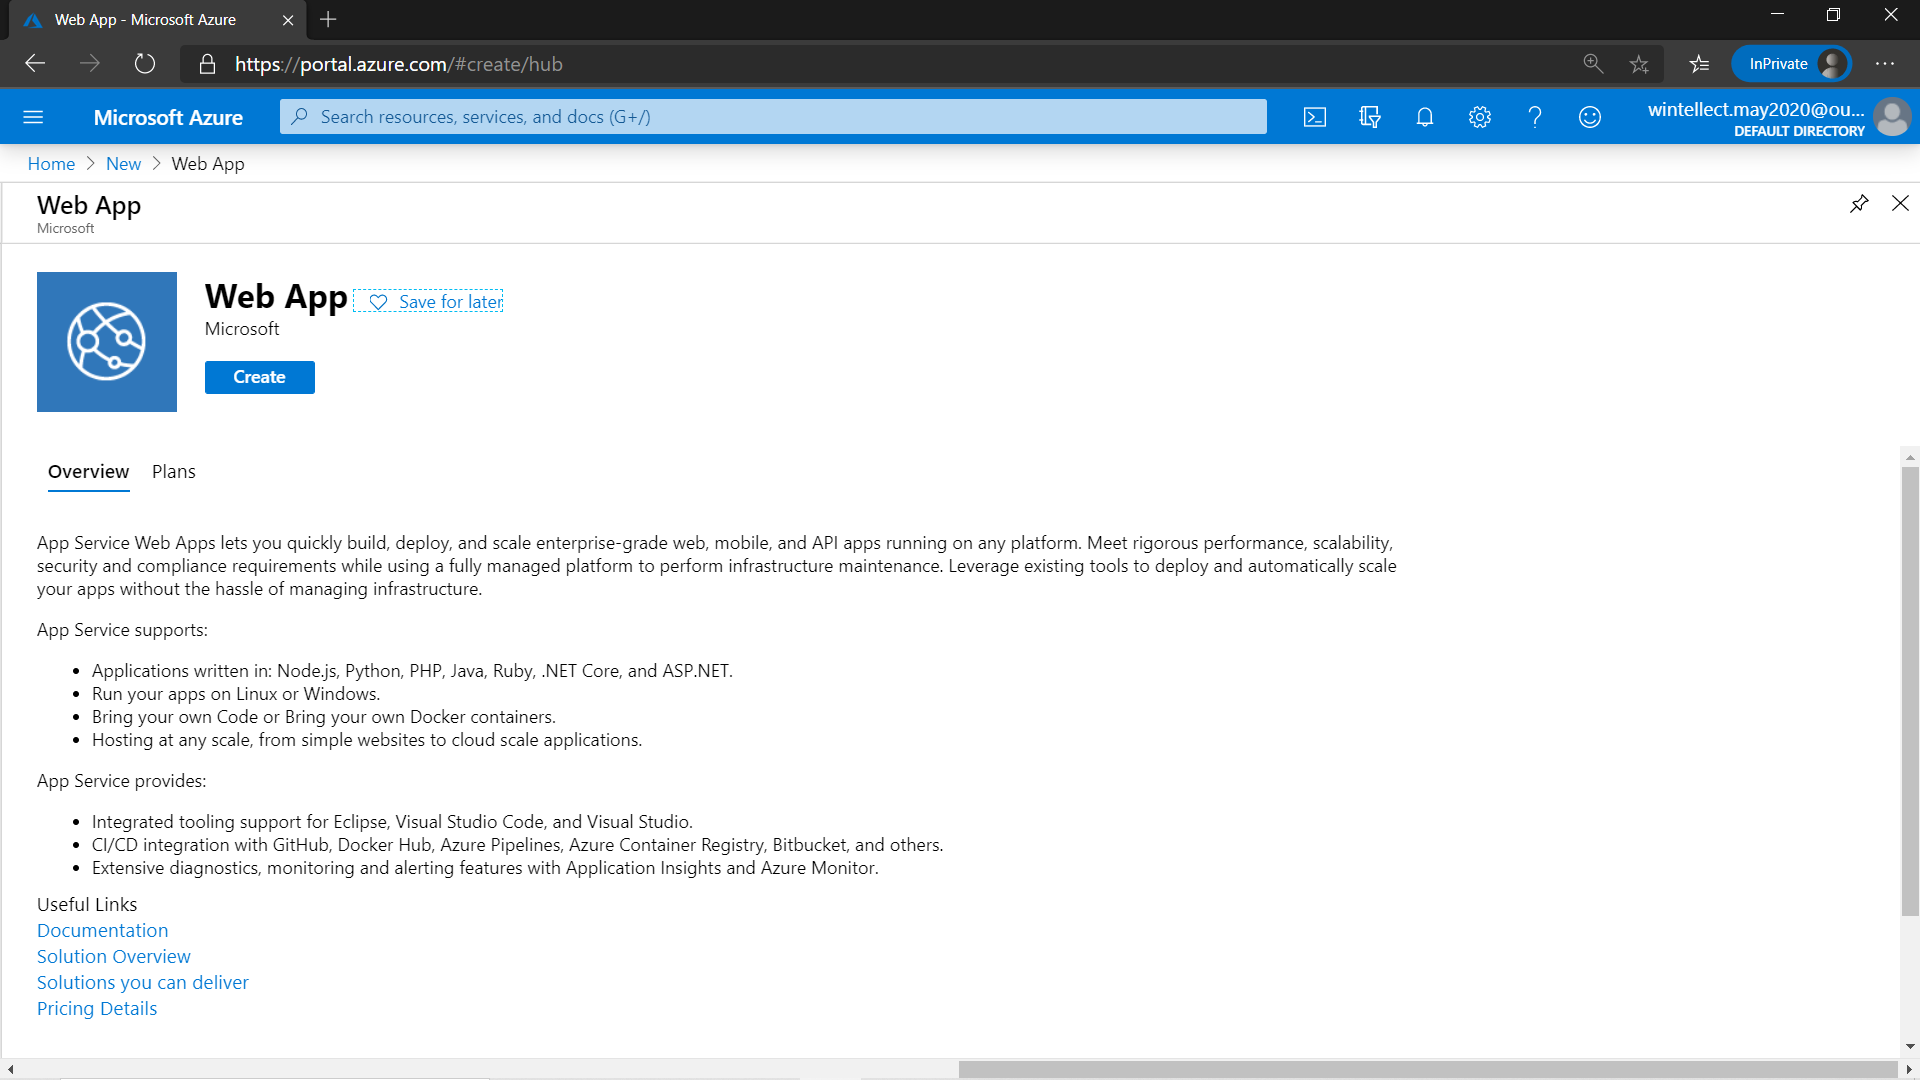 Web App - Microsoft Azure
https://portal.azure.com/#create/hub
InPrivate
Microsoft Azure
Search resources, services, and docs (G+/)
wintellect.may2020@ou...
DEFAULT DIRECTORY
Home > New > Web App
Web App
Microsoft
Web App
Save for later
Microsoft
Create
Overview
Plans
App Service Web Apps lets you quickly build, deploy, and scale enterprise-grade web, mobile, and API apps running on any platform. Meet rigorous performance, scalability,
security and compliance requirements while using a fully managed platform to perform infrastructure maintenance. Leverage existing tools to deploy and automatically scale
your apps without the hassle of managing infrastructure.
App Service supports:
• Applications written in: Node.js, Python, PHP, Java, Ruby, .NET Core, and ASP.NET.
• Run your apps on Linux or Windows.
• Bring your own Code or Bring your own Docker containers.
• Hosting at any scale, from simple websites to cloud scale applications.
App Service provides:
• Integrated tooling support for Eclipse, Visual Studio Code, and Visual Studio.
• CI/CD integration with GitHub, Docker Hub, Azure Pipelines, Azure Container Registry, Bitbucket, and others.
• Extensive diagnostics, monitoring and alerting features with Application Insights and Azure Monitor.
Useful Links
Documentation
Solution Overview
Solutions you can deliver
Pricing Details